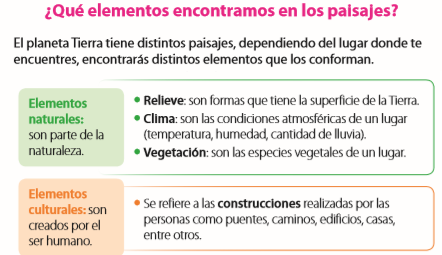 ¿Qué elementos encontramos en los paisajes?
El planeta Tierra tiene distintos paisajes, dependiendo del lugar donde te
encuentres, encontrarás distintos elementos que los conforman.
Elementos
naturales:
son parte de la
naturaleza.
• Relieve: son formas que tiene la superficie de la Tierra.
• Clima: son las condiciones atmosféricas de un lugar
(temperatura, humedad, cantidad de lluvia).
• Vegetación: son las especies vegetales de un lugar.
Elementos
culturales: son
creados por el
ser humano.
• Se refiere a las construcciones realizadas por las
personas como puentes, caminos, edificios, casas,
entre otros.